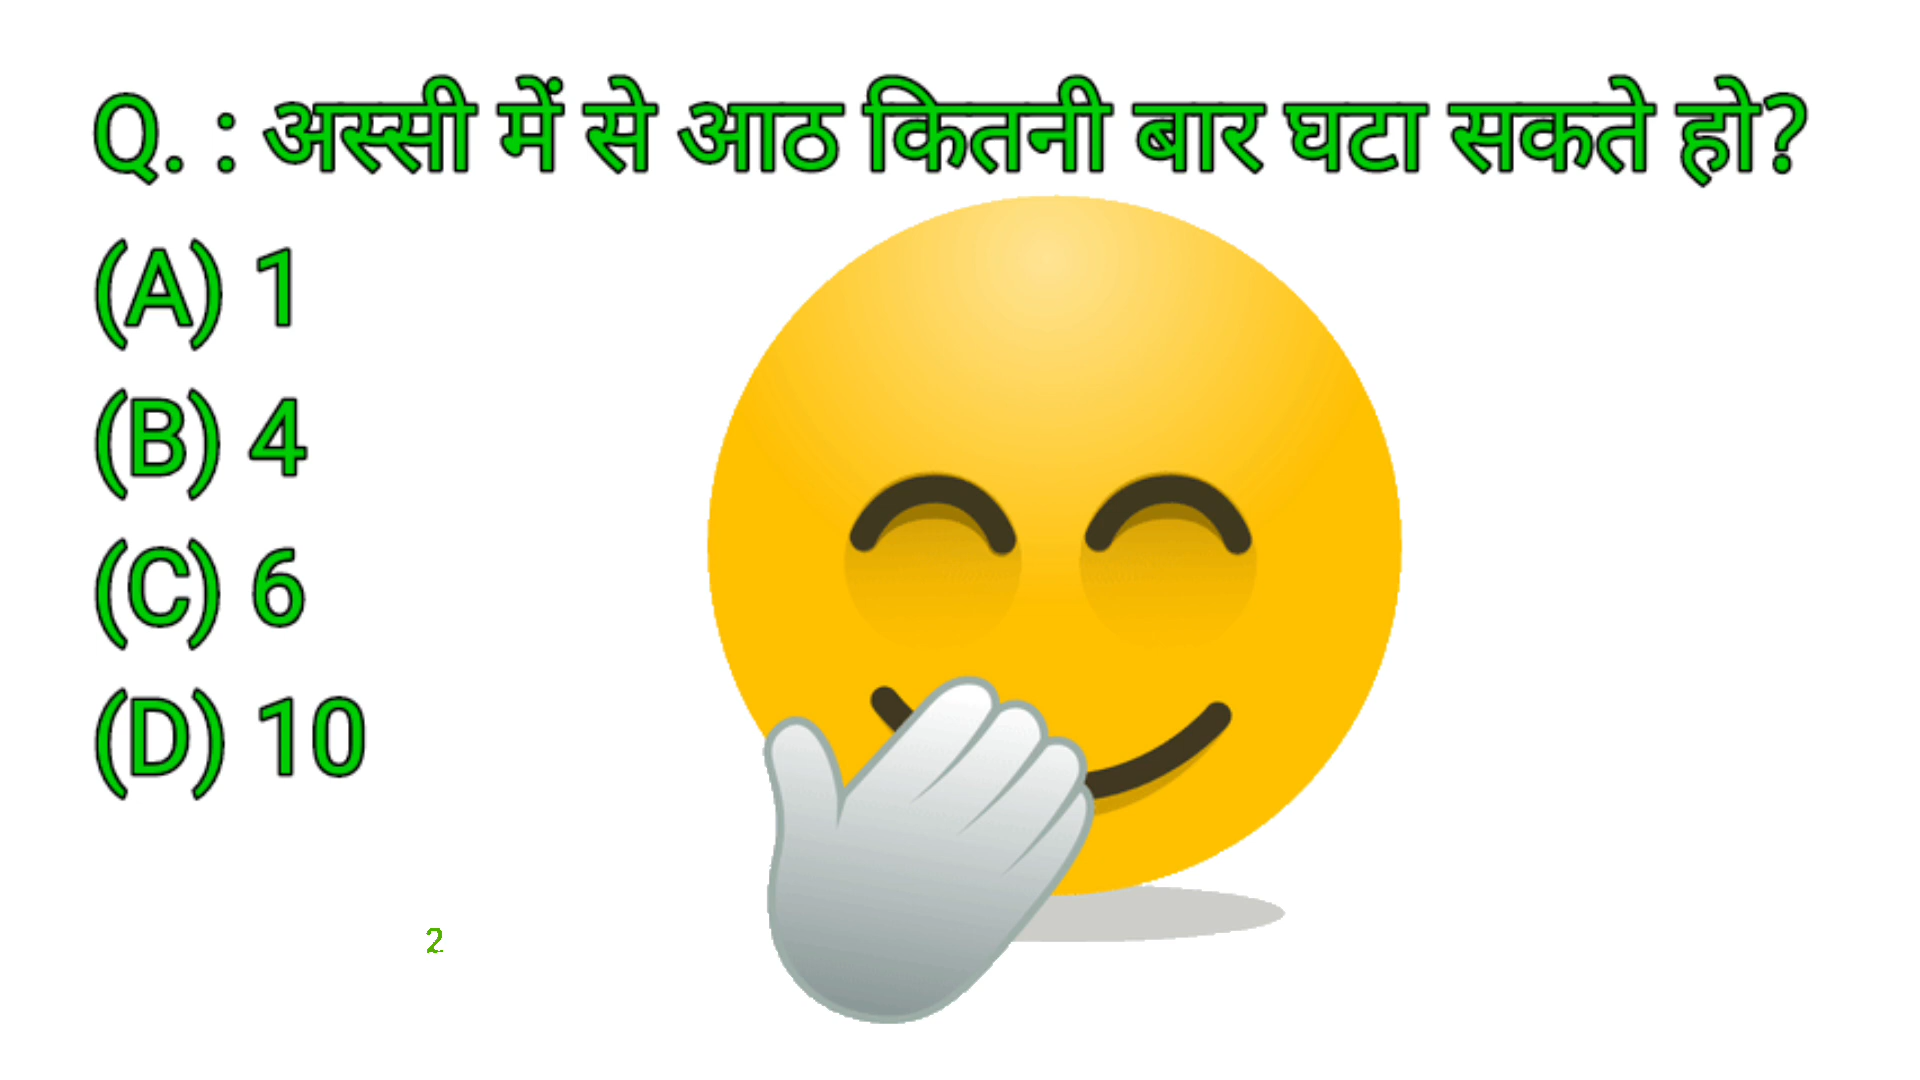 Q. : अस्सी में से आठ कितनी बार घटा सकते हो?
(A) 1
(B) 4
(C) 6
(D) 10
2